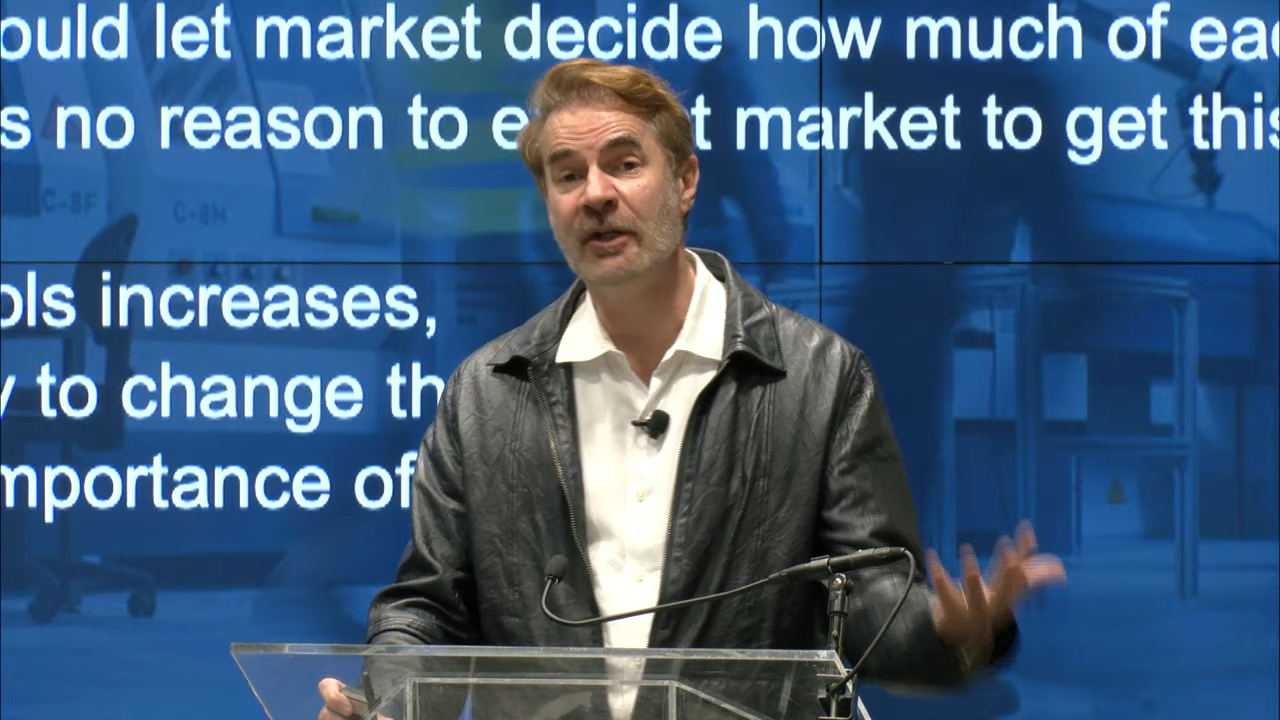 ould let market decide how much of eac
s no reason to e t market to get this
C-8F C-8H
ols increases,
y to change th
mportance of